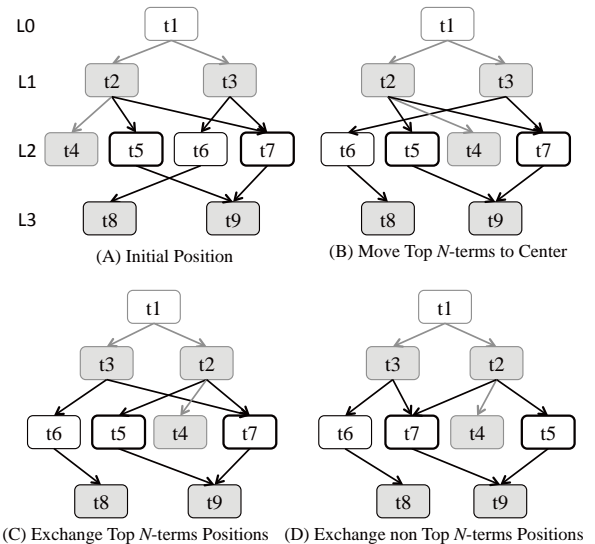 L0 t1 t1
L1 t2 t3 t2 t3
L2 t4 t5 t6 t7 t6 t5 t4 t7
L3 t8 t9 t8 t9
(A) Initial Position (B) Move Top N-terms to Center
t1 t1
t3 t2 t3 t2
t6 t5 t4 t7 t6 t7 t4 t5
t8 t9 t8 t9
(C) Exchange Top N-terms Positions (D) Exchange non Top N-terms Positions